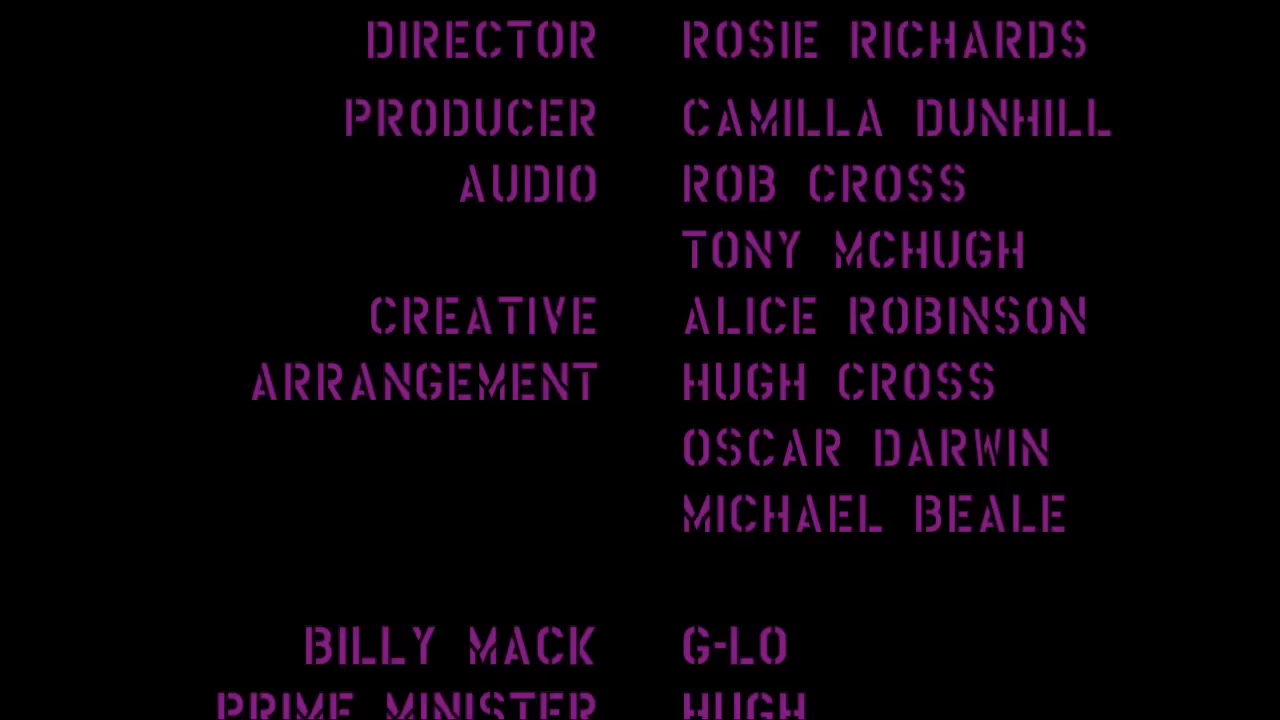 DIRECTOR ROSIE RICHARDS
PRODUCER CAMILLA DUNHILL
AUDIO ROB CROSS
TONY MCHUGH
CREATIVE ALICE ROBINSON
ARRANGEMENT HUGH CROSS
OSCAR DARWIN
MICHAEL BEALE
BILLY MACK G-LO
PRIME MINISTER HUGH